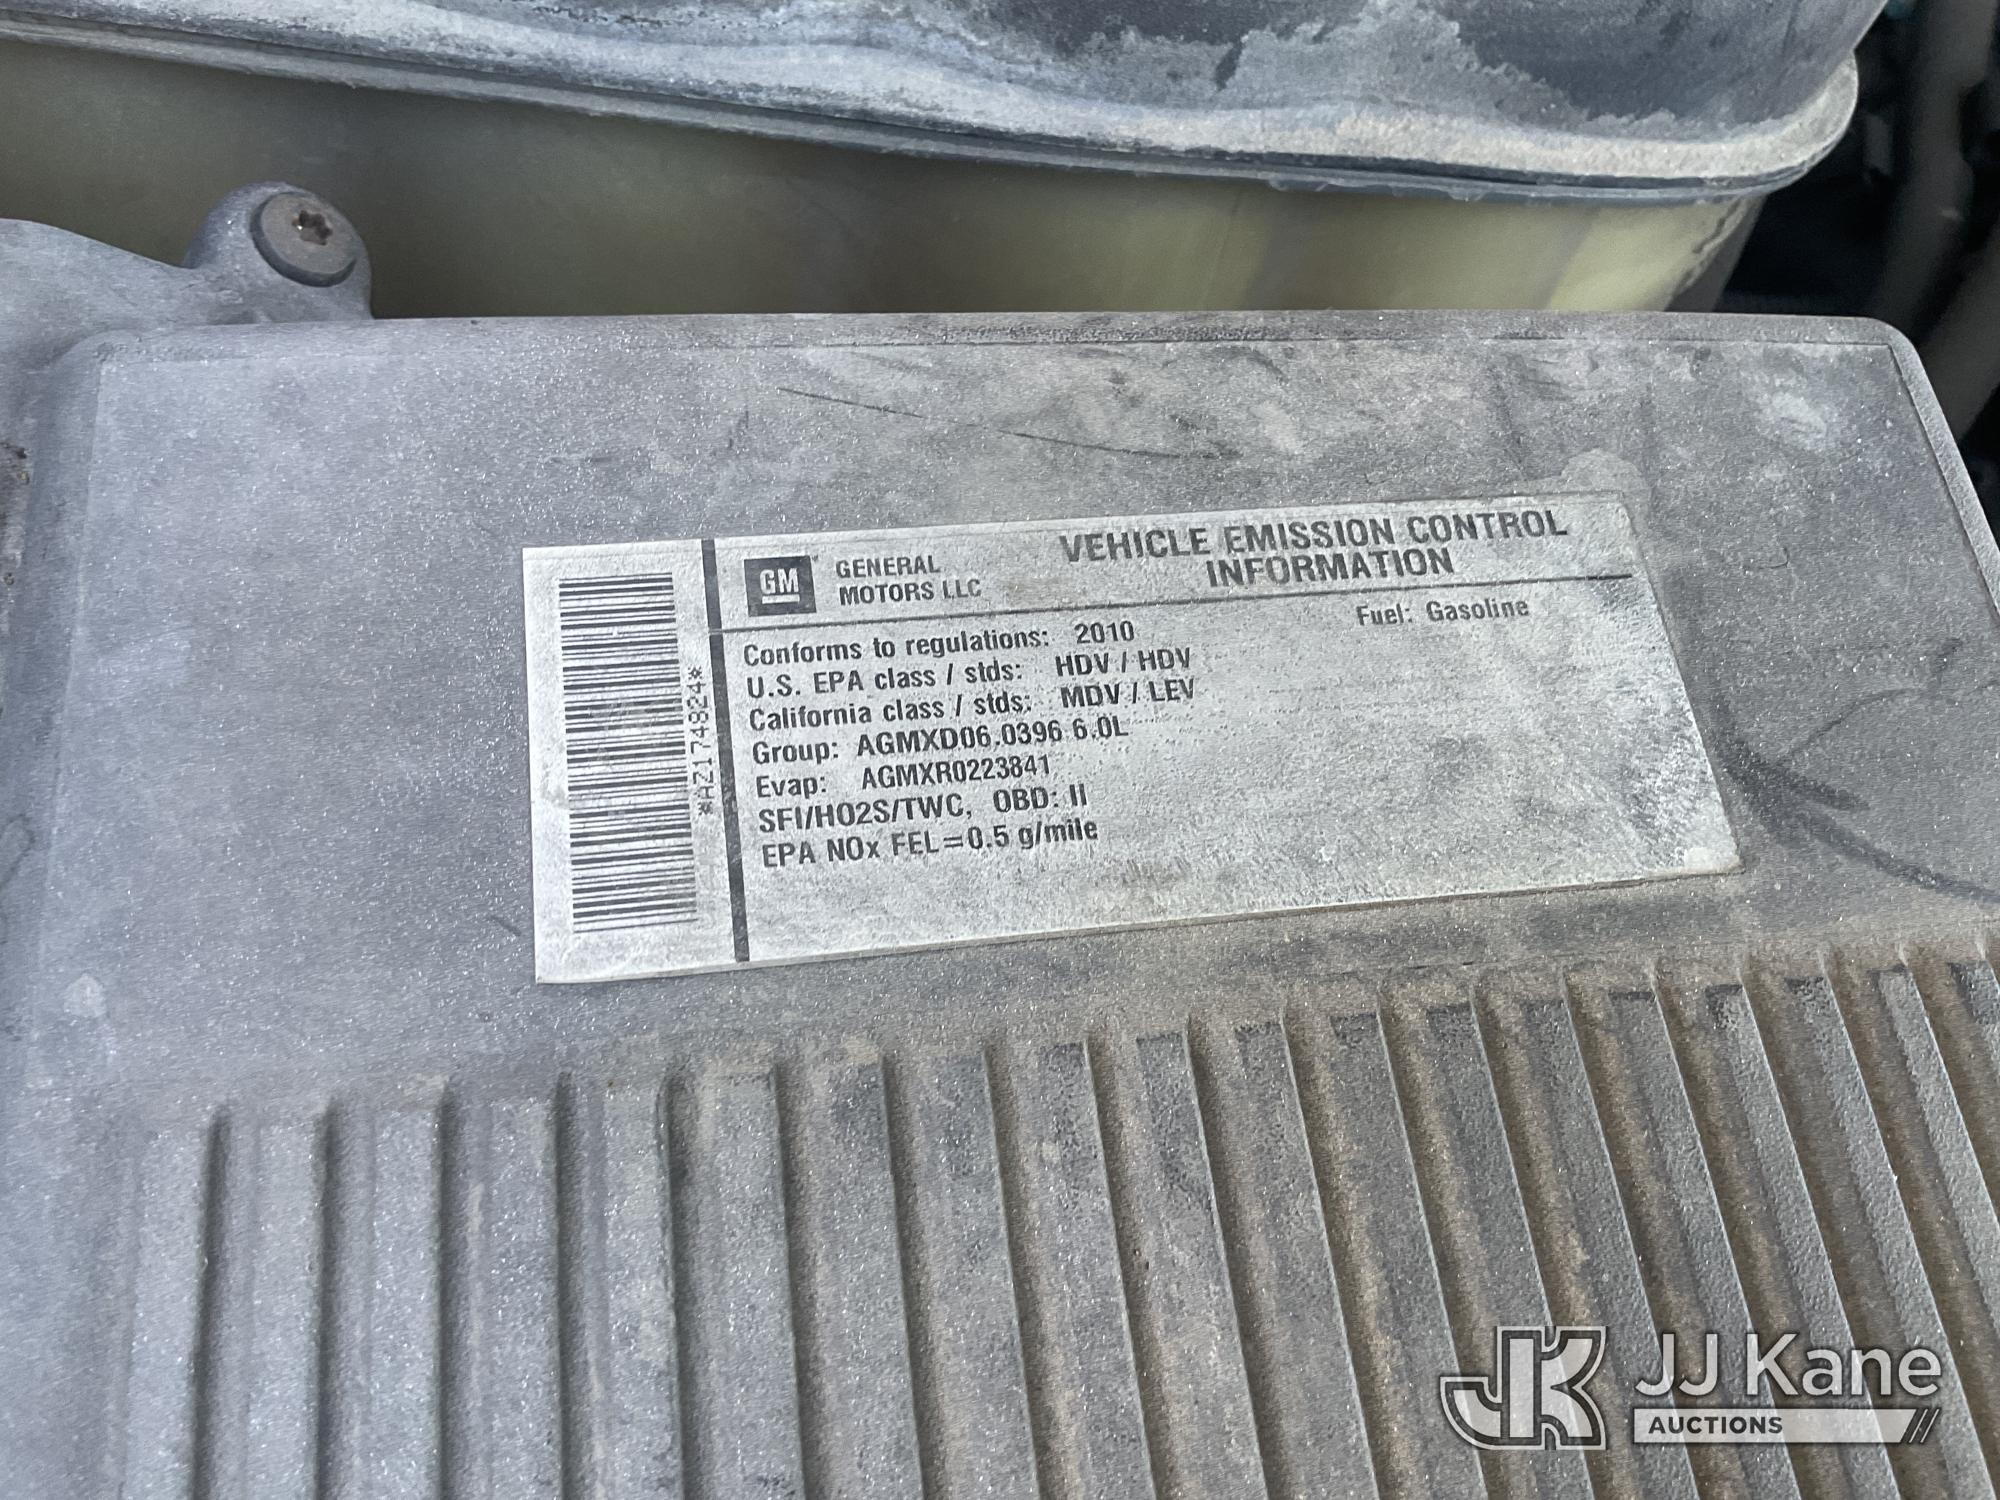 GM
GENERAL
MOTORS LLC
VEHICLE EMISSION CONTROL
INFORMATION
Fuel: Gasoline
Conforms to regulations: 2010
U.S. EPA class / stds: HDV / HDV
California class / stds: MDV / LEV
Group: AGMXD06.0396 6.0L
Evap: AGMXR0223841
SFI/HO2S/TWC, OBD: II
EPA NOx FEL=0.5 g/mile
*AZ174824*
JK
JJ Kane
AUCTIONS